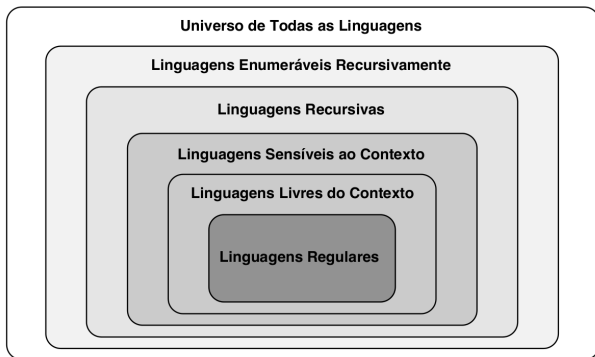 Universo de Todas as Linguagens
Linguagens Enumeráveis Recursivamente
Linguagens Recursivas
Linguagens Sensíveis ao Contexto
Linguagens Livres do Contexto
Linguagens Regulares